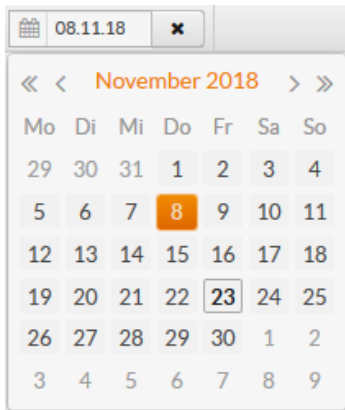 08.11.18
« < November 2018 > »
Mo Di Mi Do Fr Sa So
29 30 31 1 2 3 4
5 6 7 8 9 10 11
12 13 14 15 16 17 18
19 20 21 22 23 24 25
26 27 28 29 30 1 2
3 4 5 6 7 8 9